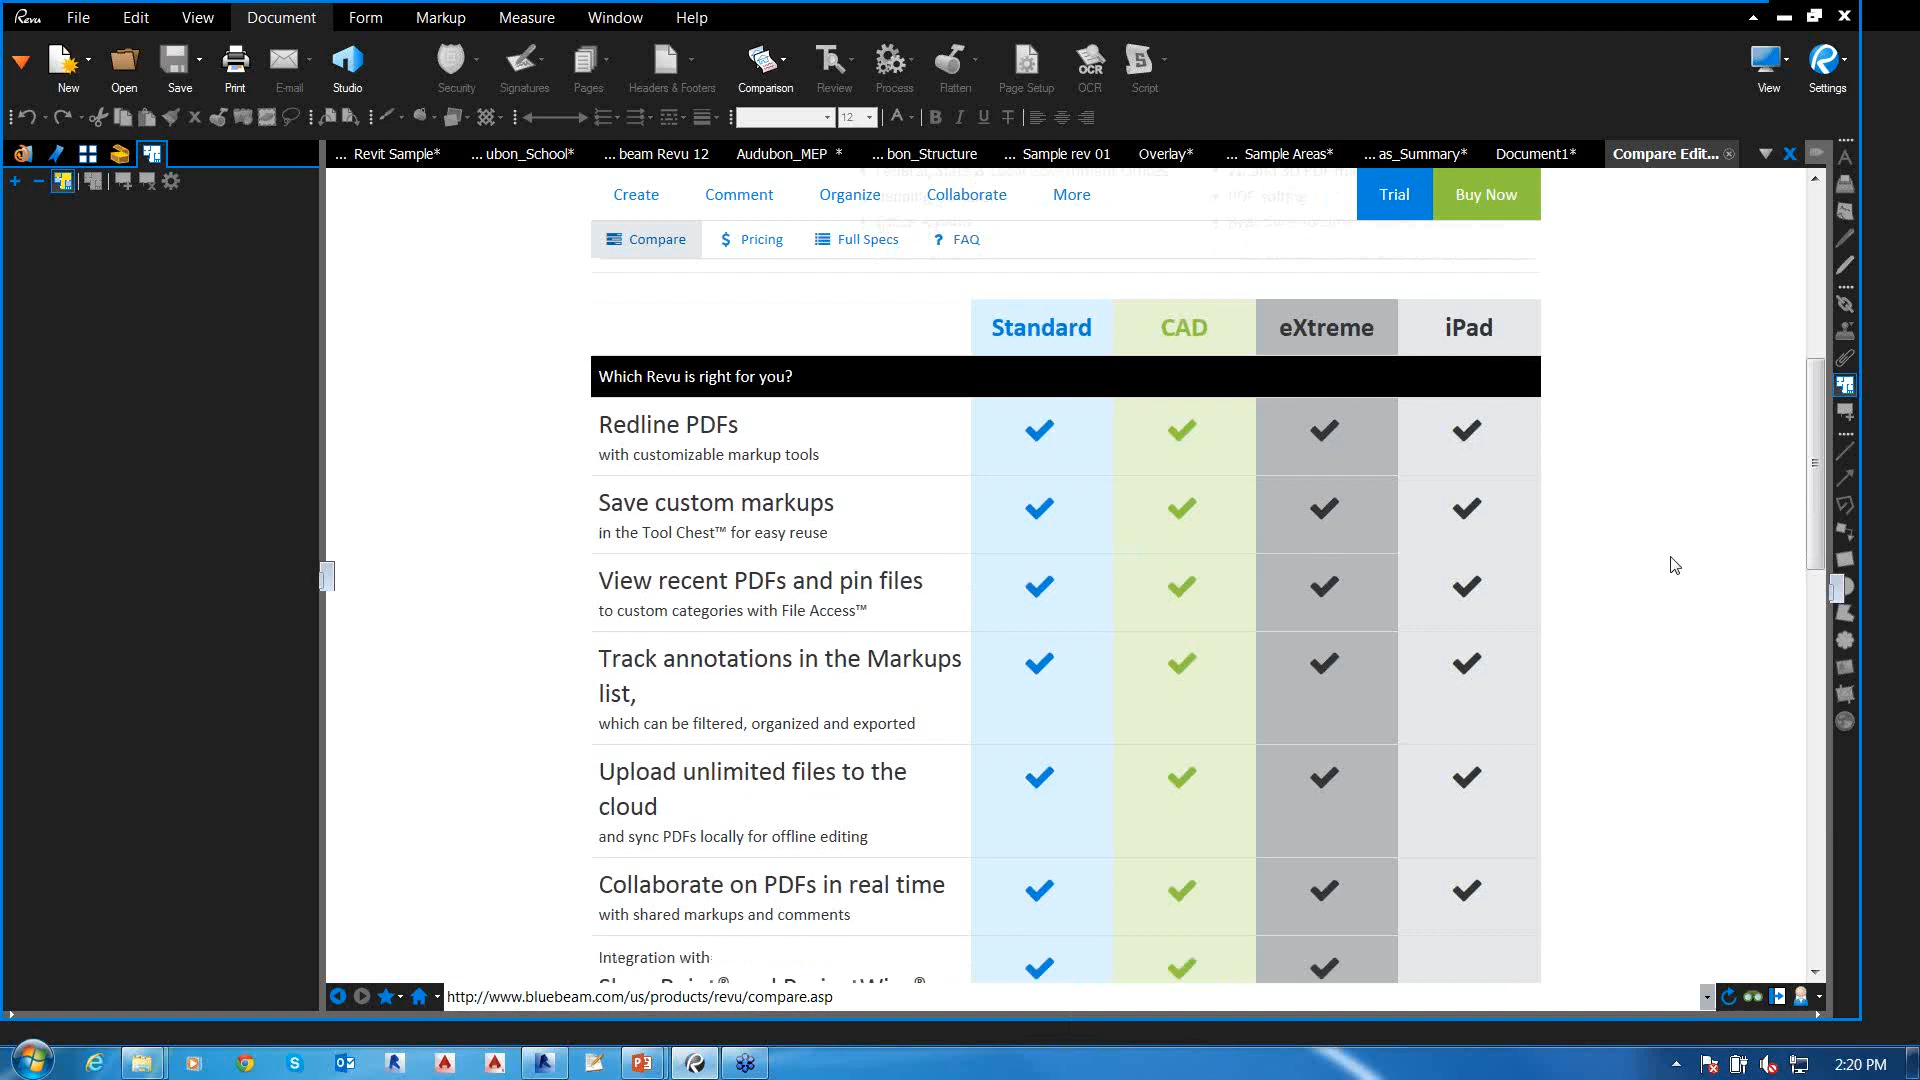 Revu File Edit View Document Form Markup Measure Window Help
New Open Save Print E-mail Studio Security Signatures Pages Headers & Footers Comparison Review Process Flatten Page Setup OCR Script View Settings
12
... Revit Sample* ... ubon_School* ... beam Revu 12 Audubon_MEP * ... bon_Structure ... Sample rev 01 Overlay* ... Sample Areas* ... as_Summary* Document1* Compare Edit...
Create Comment Organize Collaborate More Trial Buy Now
Compare Pricing Full Specs FAQ
Standard CAD eXtreme iPad
Which Revu is right for you?
Redline PDFs
with customizable markup tools
Save custom markups
in the Tool Chest™ for easy reuse
View recent PDFs and pin files
to custom categories with File Access™
Track annotations in the Markups
list,
which can be filtered, organized and exported
Upload unlimited files to the
cloud
and sync PDFs locally for offline editing
Collaborate on PDFs in real time
with shared markups and comments
Integration with
http://www.bluebeam.com/us/products/revu/compare.asp
2:20 PM